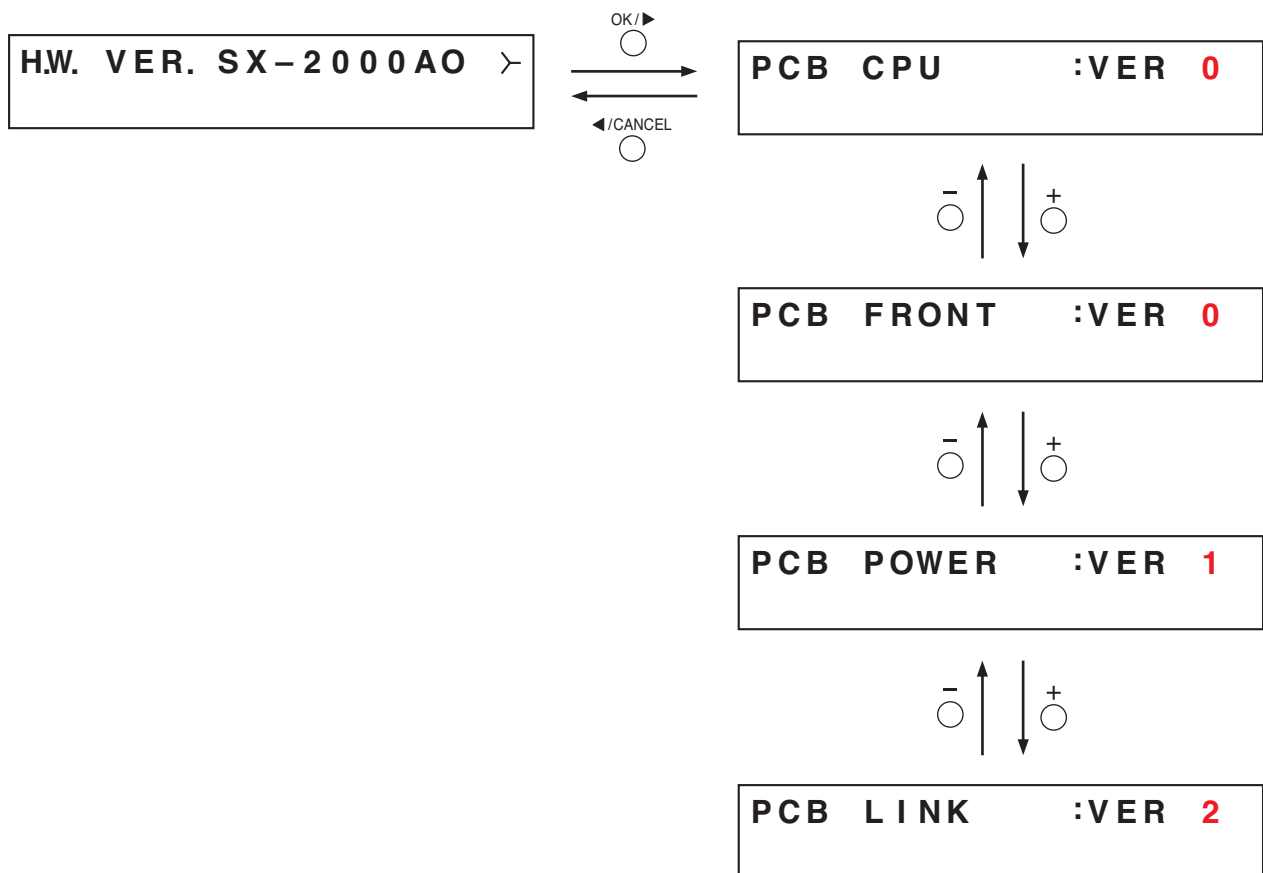 H.W. VER. SX–2000AO
OK/▶
◀/CANCEL
PCB CPU :VER 0
– +
PCB FRONT :VER 0
– +
PCB POWER :VER 1
– +
PCB LINK :VER 2